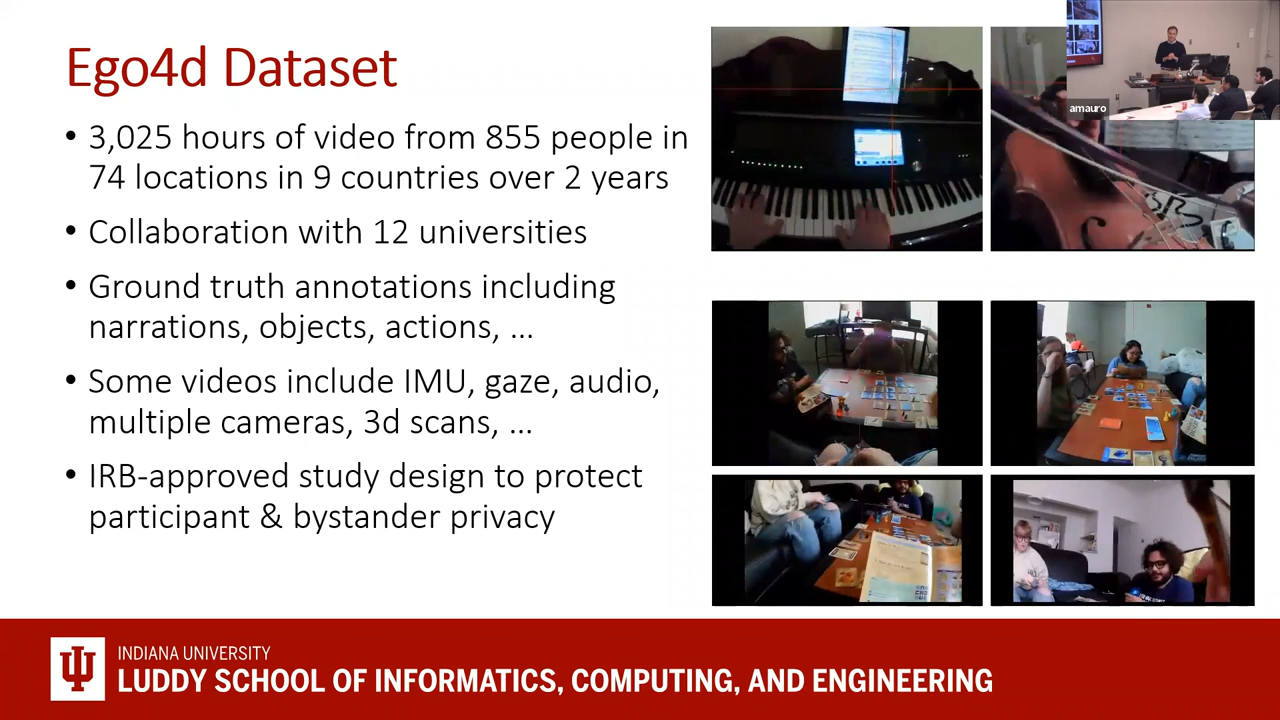 Ego4d Dataset
• 3,025 hours of video from 855 people in
74 locations in 9 countries over 2 years
• Collaboration with 12 universities
• Ground truth annotations including
narrations, objects, actions, ...
• Some videos include IMU, gaze, audio,
multiple cameras, 3d scans, ...
• IRB-approved study design to protect
participant & bystander privacy
amauro
INDIANA UNIVERSITY
LUDDY SCHOOL OF INFORMATICS, COMPUTING, AND ENGINEERING